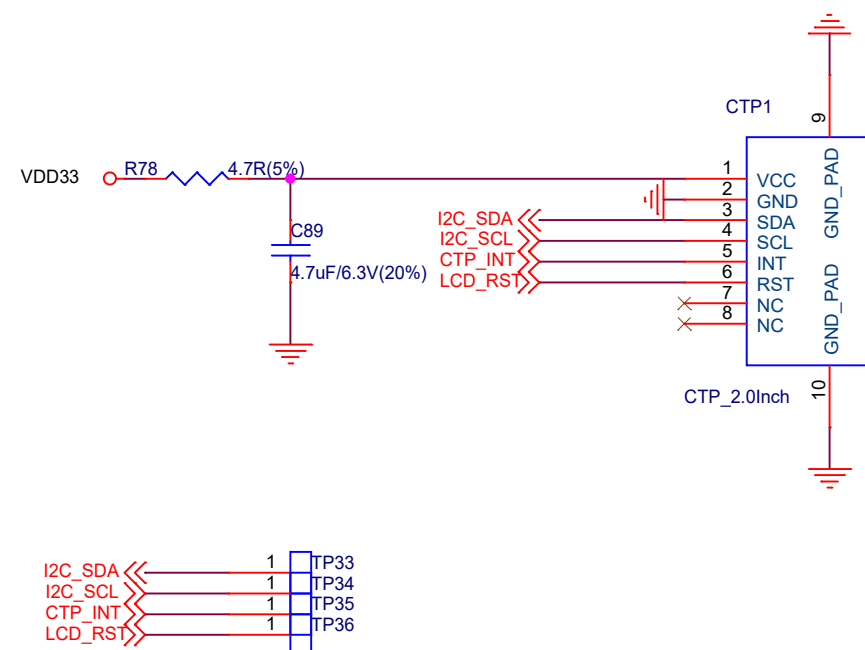 CTP1
9
VDD33
R78
4.7R(5%)
1
VCC
GND_PAD
2
GND
I2C_SDA
3
SDA
C89
I2C_SCL
4
SCL
CTP_INT
5
INT
4.7uF/6.3V(20%)
LCD_RST
6
RST
7
NC
GND_PAD
8
NC
CTP_2.0Inch
10
I2C_SDA
1
TP33
I2C_SCL
1
TP34
CTP_INT
1
TP35
LCD_RST
1
TP36